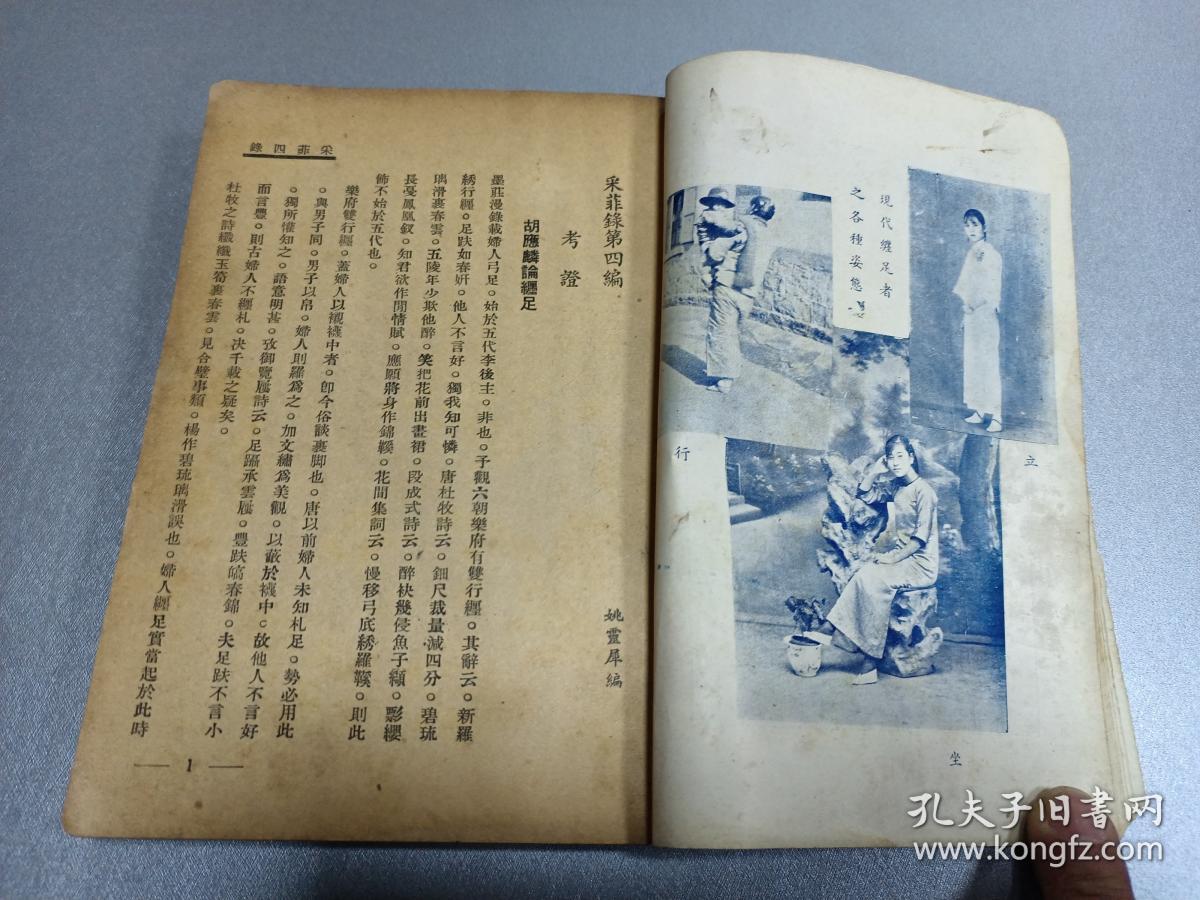 現代纏足者
之各種姿態
立
行
坐
采菲錄第四編
姚靈犀編
考證
胡應麟論纏足
墨莊漫錄載婦人弓足。始於五代李後主。非也。予觀六朝樂府有雙行纏。其辭云。新羅
綉行纏。足趺如春姸。他人不言好。獨我知可憐。唐杜牧詩云。鈿尺裁量減四分。碧琉
璃滑裹春雲。五陵年少欺他醉。笑把花前出畫裙。段成式詩云。醉袂幾侵魚子纈。彯纓
長戞鳳凰釵。知君欲作閒情賦。應願將身作錦鞵。花間集詞云。慢移弓底綉羅鞵。則此
飾不始於五代也。
樂府雙行纏。蓋婦人以襯襪中者。卽今俗談裹脚也。唐以前婦人未知札足。勢必用此
。與男子同。男子以帛。婦人則羅爲之。加文繡爲美觀。以蔽於襪中。故他人不言好
。獨所懽知之。語意明甚。攷御覽屧詩云。足躡承雲屧。豐趺皜春錦。夫足趺不言小
而言豐。則古婦人不纏札。决千載之疑矣。
杜牧之詩纖纖玉筍裹春雲。見合璧事類。楊作碧琉璃滑誤也。婦人纏足實當起於此時
采菲四錄
1
孔夫子旧书网
www.kongfz.com